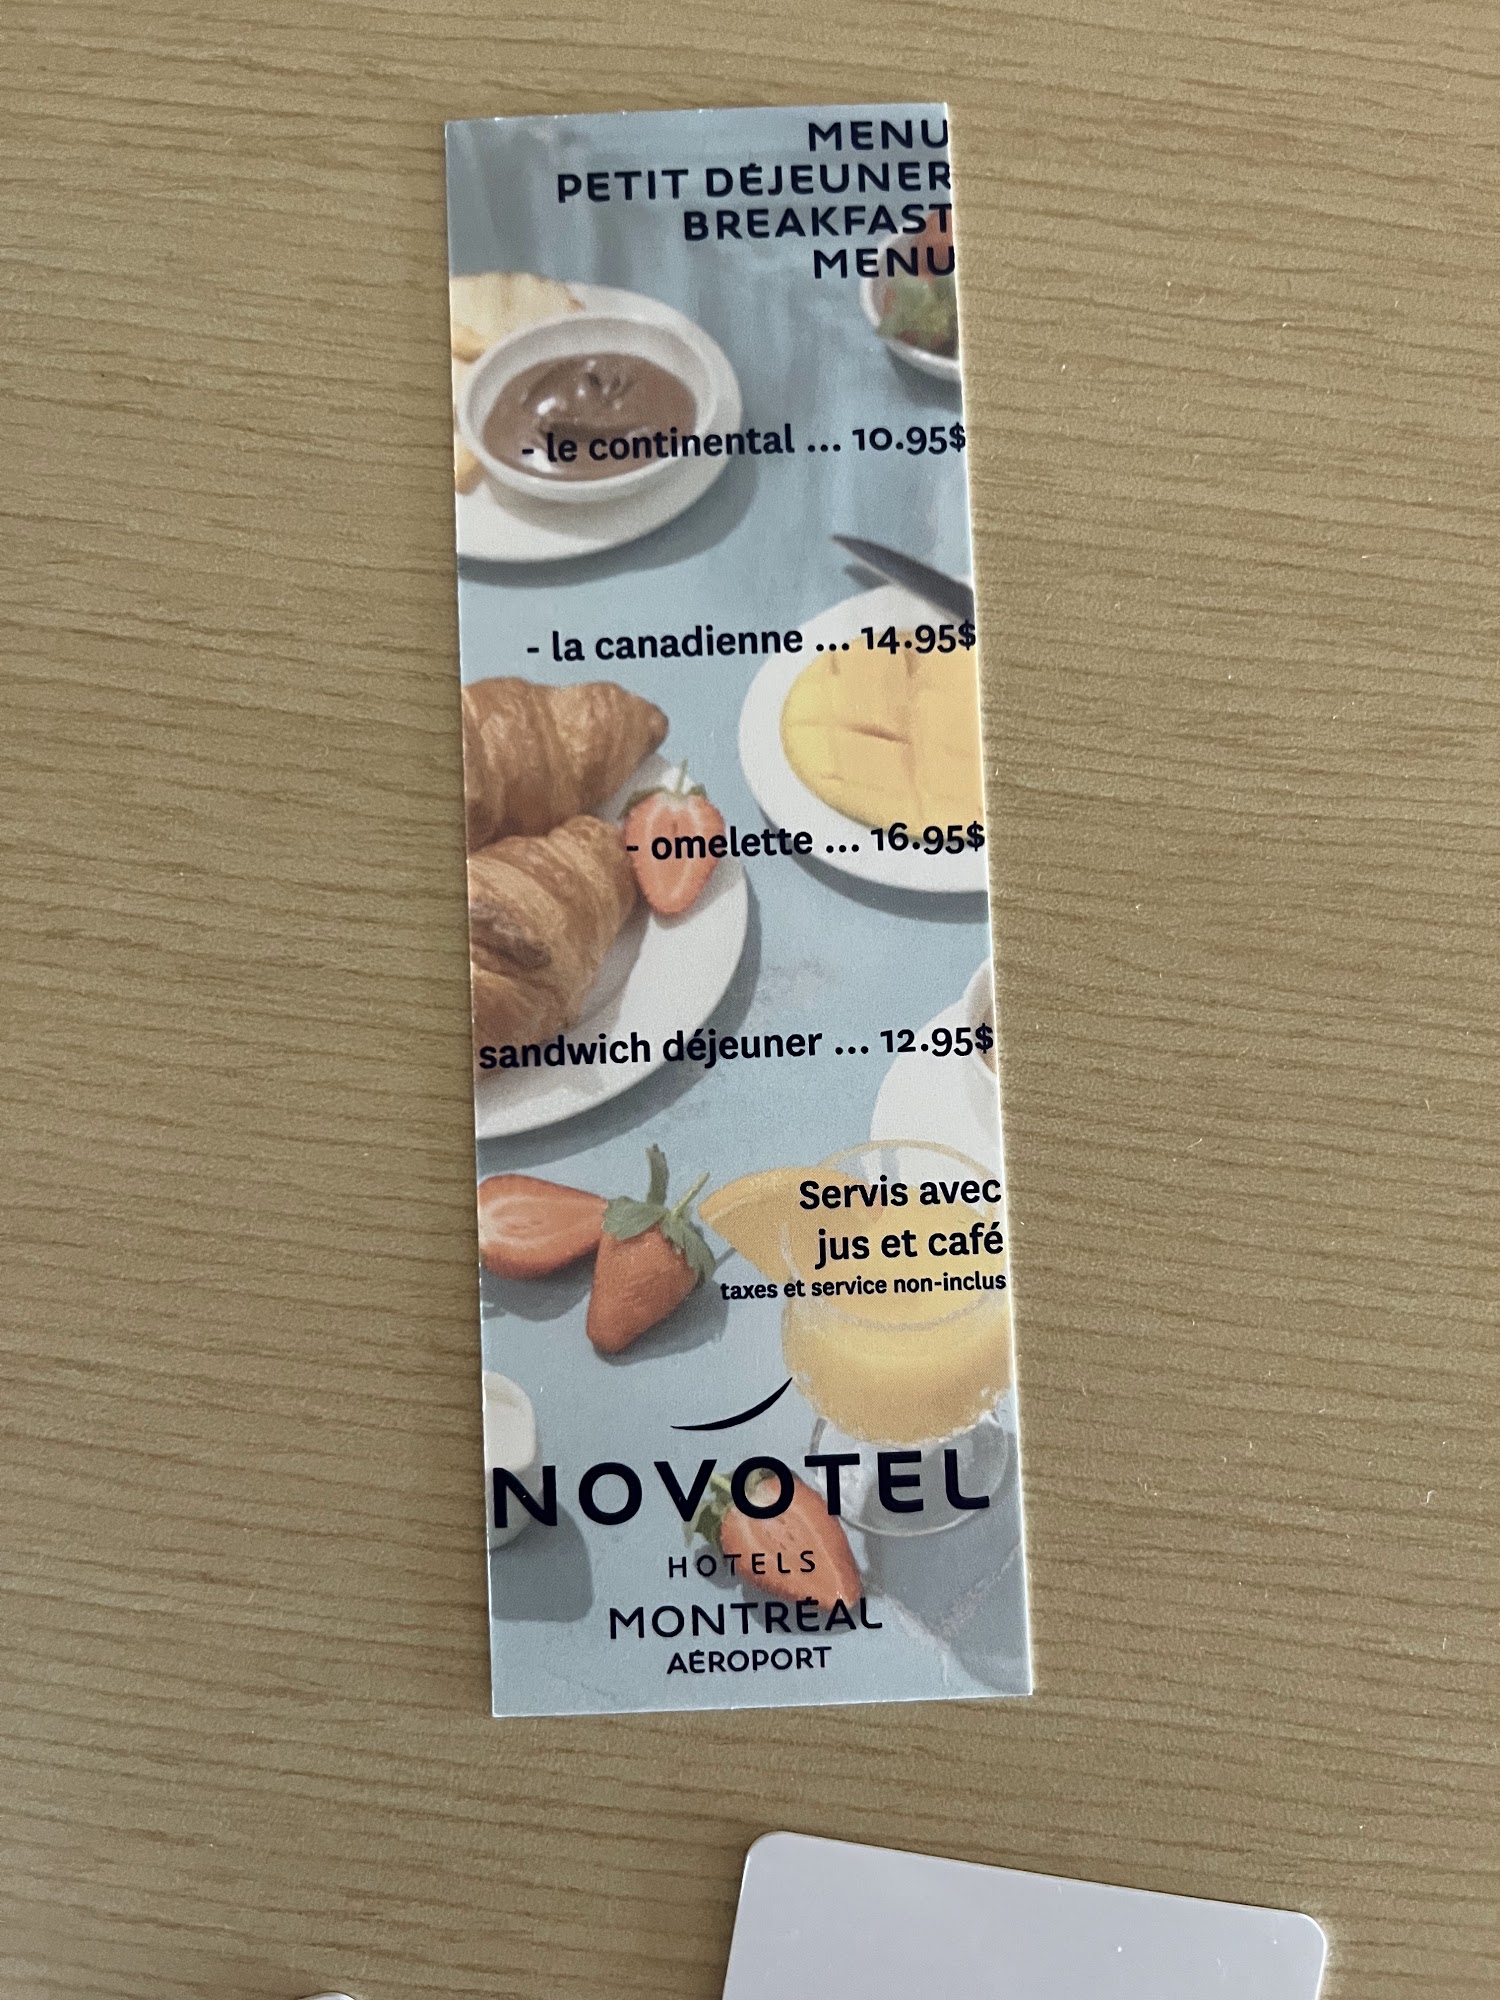 MENU
PETIT DÉJEUNER
BREAKFAST
MENU
- le continental ... 10.95$
- la canadienne ... 14.95$
- omelette ... 16.95$
sandwich déjeuner ... 12.95$
Servis avec
jus et café
taxes et service non-inclus
NOVOTEL
HOTELS
MONTRÉAL
AÉROPORT